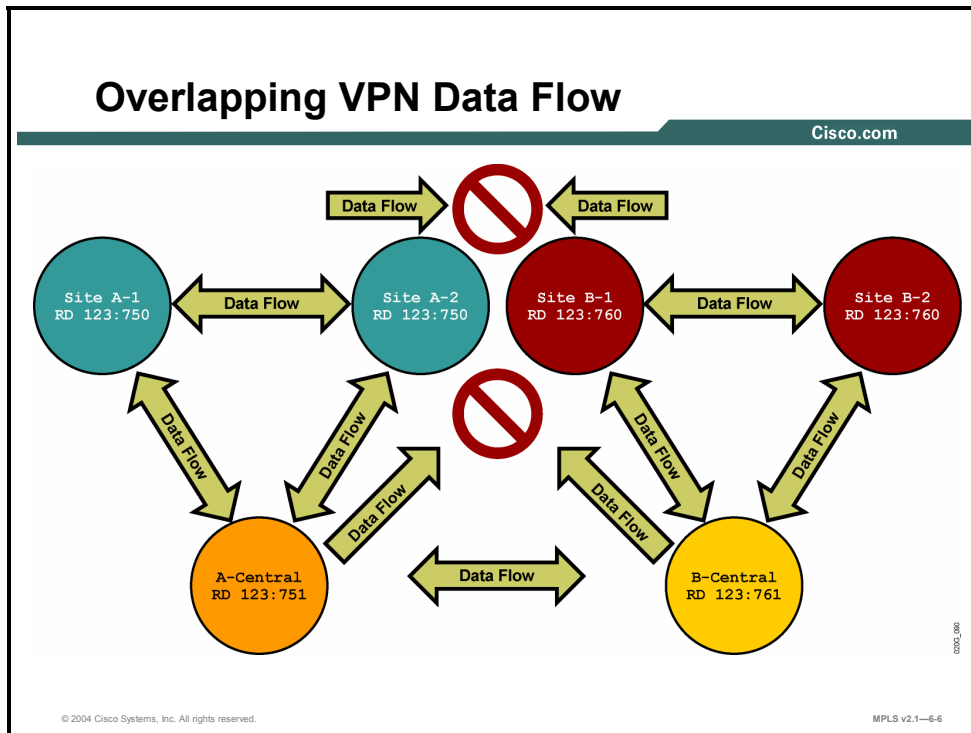 Overlapping VPN Data Flow
Cisco.com
Data Flow
Data Flow
Site A-1
RD 123:750
Data Flow
Site A-2
RD 123:750
Site B-1
RD 123:760
Data Flow
Site B-2
RD 123:760
Data Flow
Data Flow
Data Flow
Data Flow
Data Flow
Data Flow
A-Central
RD 123:751
Data Flow
B-Central
RD 123:761
020G_090
© 2004 Cisco Systems, Inc. All rights reserved.
MPLS v2.1—6-6